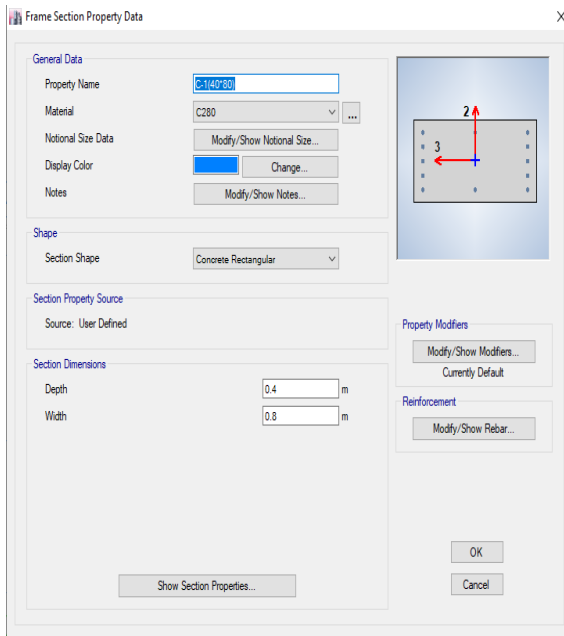 Frame Section Property Data
X
General Data
Property Name
C-1(40*80)
Material
C280
...
Notional Size Data
Modify/Show Notional Size...
Display Color
Change...
Notes
Modify/Show Notes...
2
3
Shape
Section Shape
Concrete Rectangular
Section Property Source
Source: User Defined
Property Modifiers
Modify/Show Modifiers...
Currently Default
Section Dimensions
Depth
0.4
m
Width
0.8
m
Reinforcement
Modify/Show Rebar...
OK
Show Section Properties...
Cancel